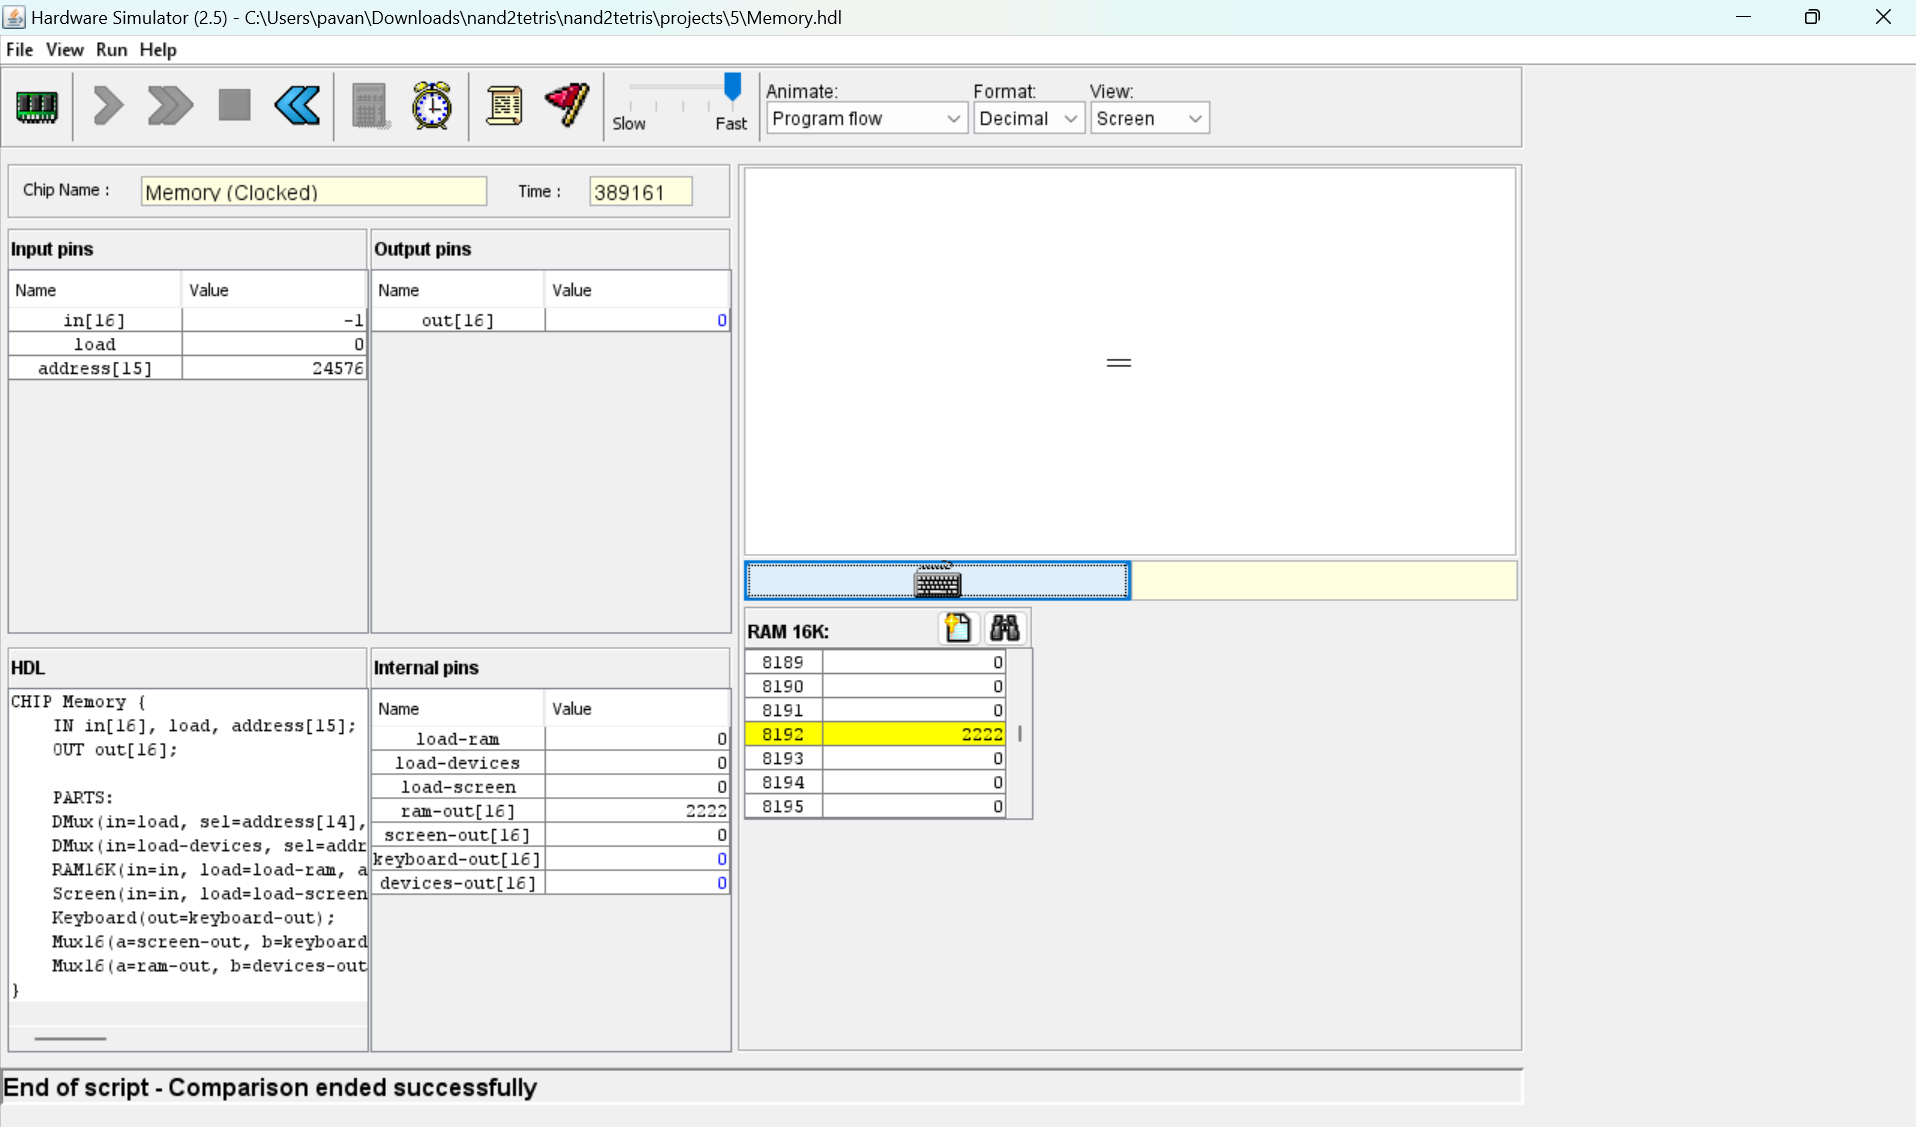 Hardware Simulator (2.5) - C:\Users\pavan\Downloads\nand2tetris\nand2tetris\projects\5\Memory.hdl
File View Run Help
Slow Fast
Animate: Format: View:
Program flow Decimal Screen
Chip Name : Memory (Clocked) Time : 389161
Input pins
Name Value
in[16] -1
load 0
address[15] 24576
Output pins
Name Value
out[16] 0
HDL
CHIP Memory {
IN in[16], load, address[15];
OUT out[16];
PARTS:
DMux(in=load, sel=address[14],
DMux(in=load-devices, sel=addr
RAM16K(in=in, load=load-ram, a
Screen(in=in, load=load-screen
Keyboard(out=keyboard-out);
Mux16(a=screen-out, b=keyboard
Mux16(a=ram-out, b=devices-out
}
Internal pins
Name Value
load-ram 0
load-devices 0
load-screen 0
ram-out[16] 2222
screen-out[16] 0
keyboard-out[16] 0
devices-out[16] 0
RAM 16K:
8189 0
8190 0
8191 0
8192 2222
8193 0
8194 0
8195 0
End of script - Comparison ended successfully